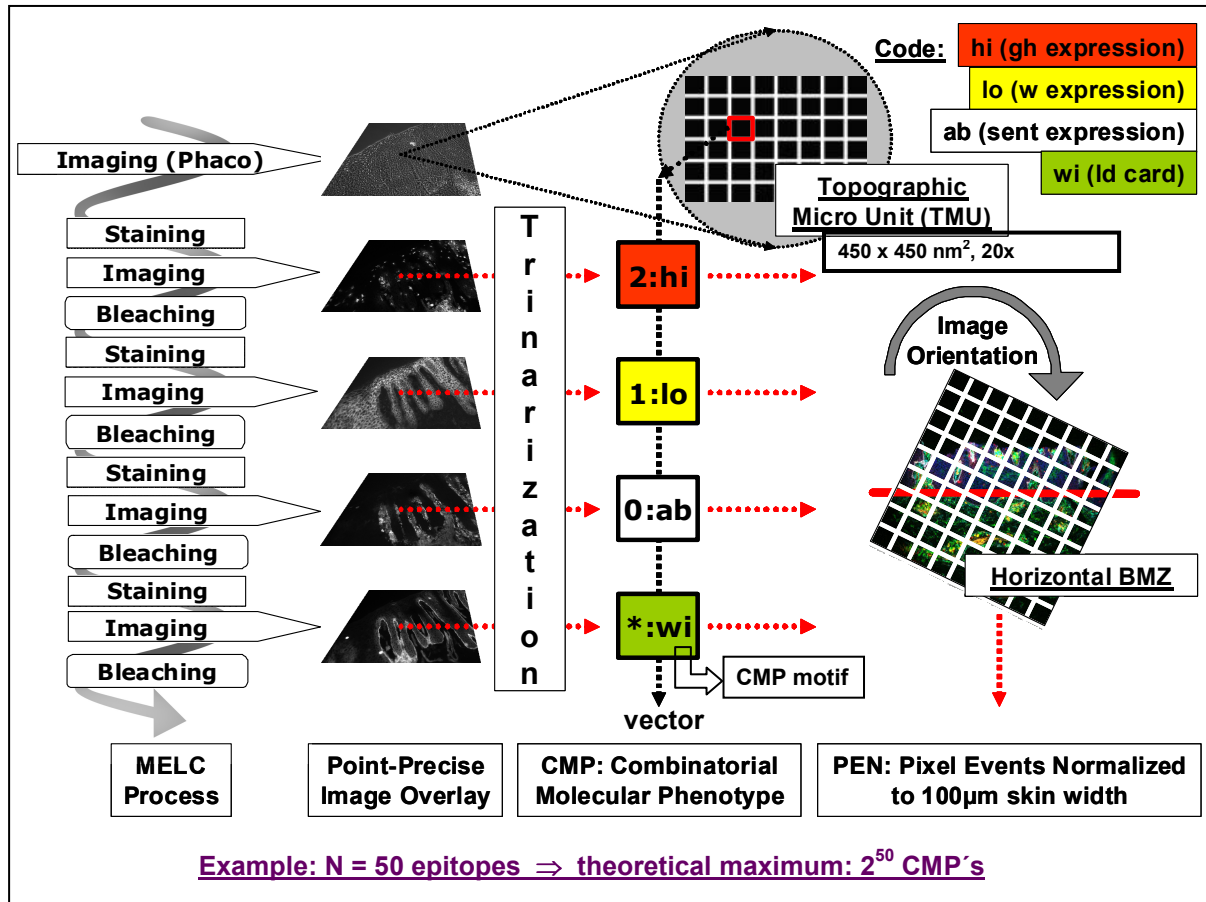 Code:
hi (gh expression)
lo (w expression)
ab (sent expression)
wi (ld card)
Imaging (Phaco)
Topographic
Micro Unit (TMU)
450 x 450 nm², 20x
Staining
Imaging
Bleaching
Staining
Imaging
Bleaching
Staining
Imaging
Bleaching
Staining
Imaging
Bleaching
Trinarization
2:hi
1:lo
0:ab
*:wi
CMP motif
vector
Image
Orientation
Horizontal BMZ
MELC
Process
Point-Precise
Image Overlay
CMP: Combinatorial
Molecular Phenotype
PEN: Pixel Events Normalized
to 100µm skin width
Example: N = 50 epitopes ⇒ theoretical maximum: 2⁵⁰ CMP´s